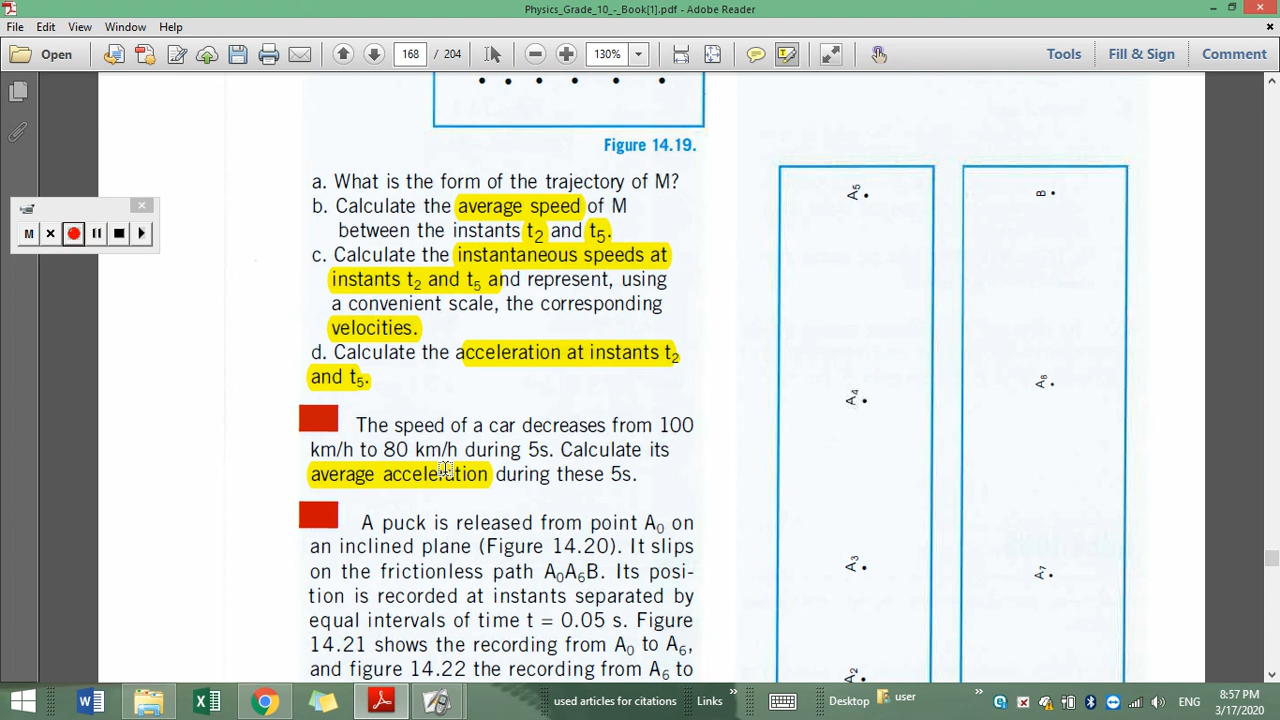 Physics_Grade_10_-_Book[1].pdf - Adobe Reader
File Edit View Window Help
Open 168 / 204 130% Tools Fill & Sign Comment
Figure 14.19.
a. What is the form of the trajectory of M?
b. Calculate the average speed of M
between the instants t2 and t5.
c. Calculate the instantaneous speeds at
instants t2 and t5 and represent, using
a convenient scale, the corresponding
velocities.
d. Calculate the acceleration at instants t2
and t5.
The speed of a car decreases from 100
km/h to 80 km/h during 5s. Calculate its
average acceleration during these 5s.
A puck is released from point A0 on
an inclined plane (Figure 14.20). It slips
on the frictionless path A0A6B. Its posi-
tion is recorded at instants separated by
equal intervals of time t = 0.05 s. Figure
14.21 shows the recording from A0 to A6,
and figure 14.22 the recording from A6 to
M
A5
A4
A3
A2
B
A8
A7
used articles for citations Links Desktop user ENG
8:57 PM
3/17/2020